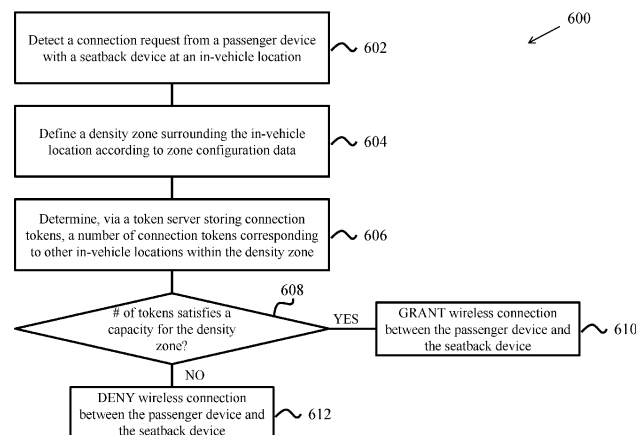 600
Detect a connection request from a passenger device
with a seatback device at an in-vehicle location
602
Define a density zone surrounding the in-vehicle
location according to zone configuration data
604
Determine, via a token server storing connection
tokens, a number of connection tokens corresponding
to other in-vehicle locations within the density zone
606
# of tokens satisfies a
capacity for the density
zone?
608
YES
GRANT wireless connection
between the passenger device and
the seatback device
610
NO
DENY wireless connection
between the passenger device and
the seatback device
612